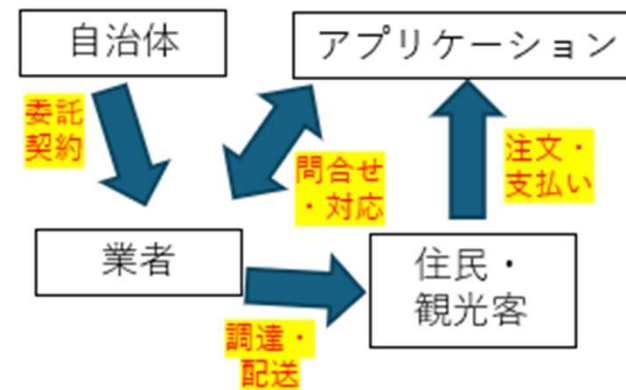 自治体
アプリケーション
委託
契約
問合せ
・対応
注文・
支払い
業者
住民・
観光客
調達・
配送